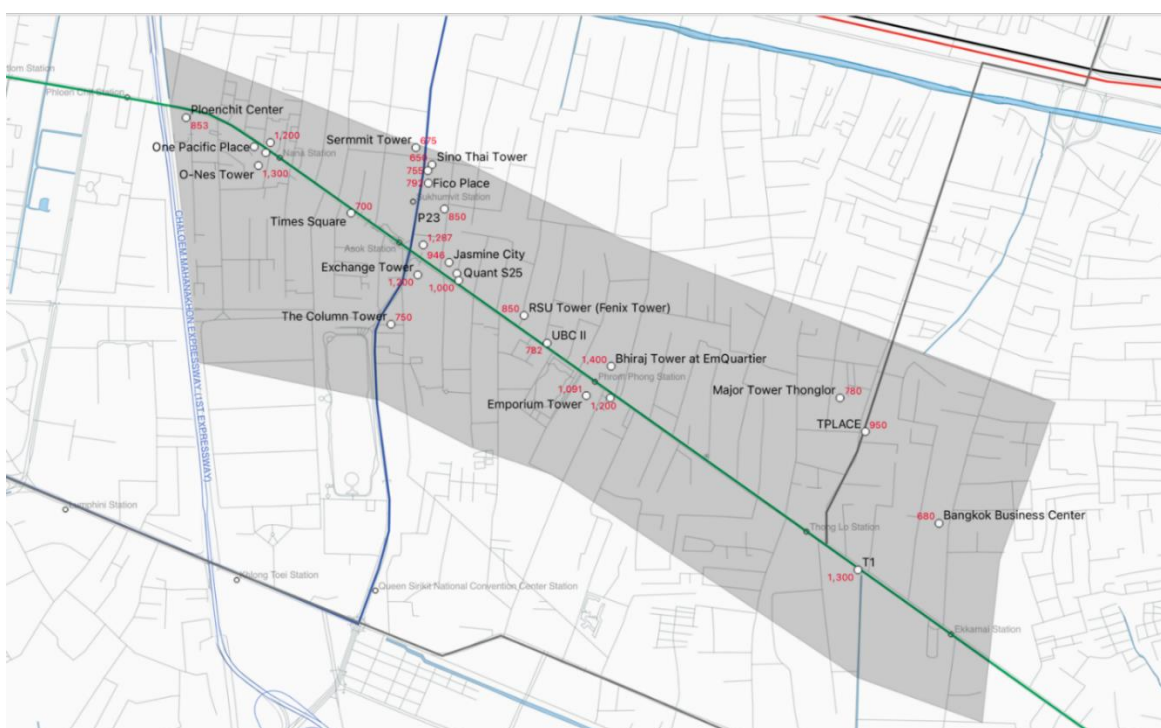 Phloen Chit Station
Ploenchit Center
853
1,200
One Pacific Place
Nana Station
O-Nes Tower
1,300
Sermmit Tower
675
650
Sino Thai Tower
755
792
Fico Place
Sukhumvit Station
700
Times Square
P23
850
Asok Station
1,267
946
Jasmine City
Exchange Tower
Quant S25
1,200
1,000
CHALOEM MAHANAKHON EXPRESSWAY (1ST EXPRESSWAY)
The Column Tower
750
850
RSU Tower (Fenix Tower)
UBC II
782
1,400
Bhiraj Tower at EmQuartier
Phrom Phong Station
1,091
Emporium Tower
1,200
Major Tower Thonglor
760
TPLACE
950
Lumphini Station
680
Bangkok Business Center
Thong Lo Station
T1
1,300
Khlong Toei Station
Queen Sirikit National Convention Center Station
Ekkamai Station